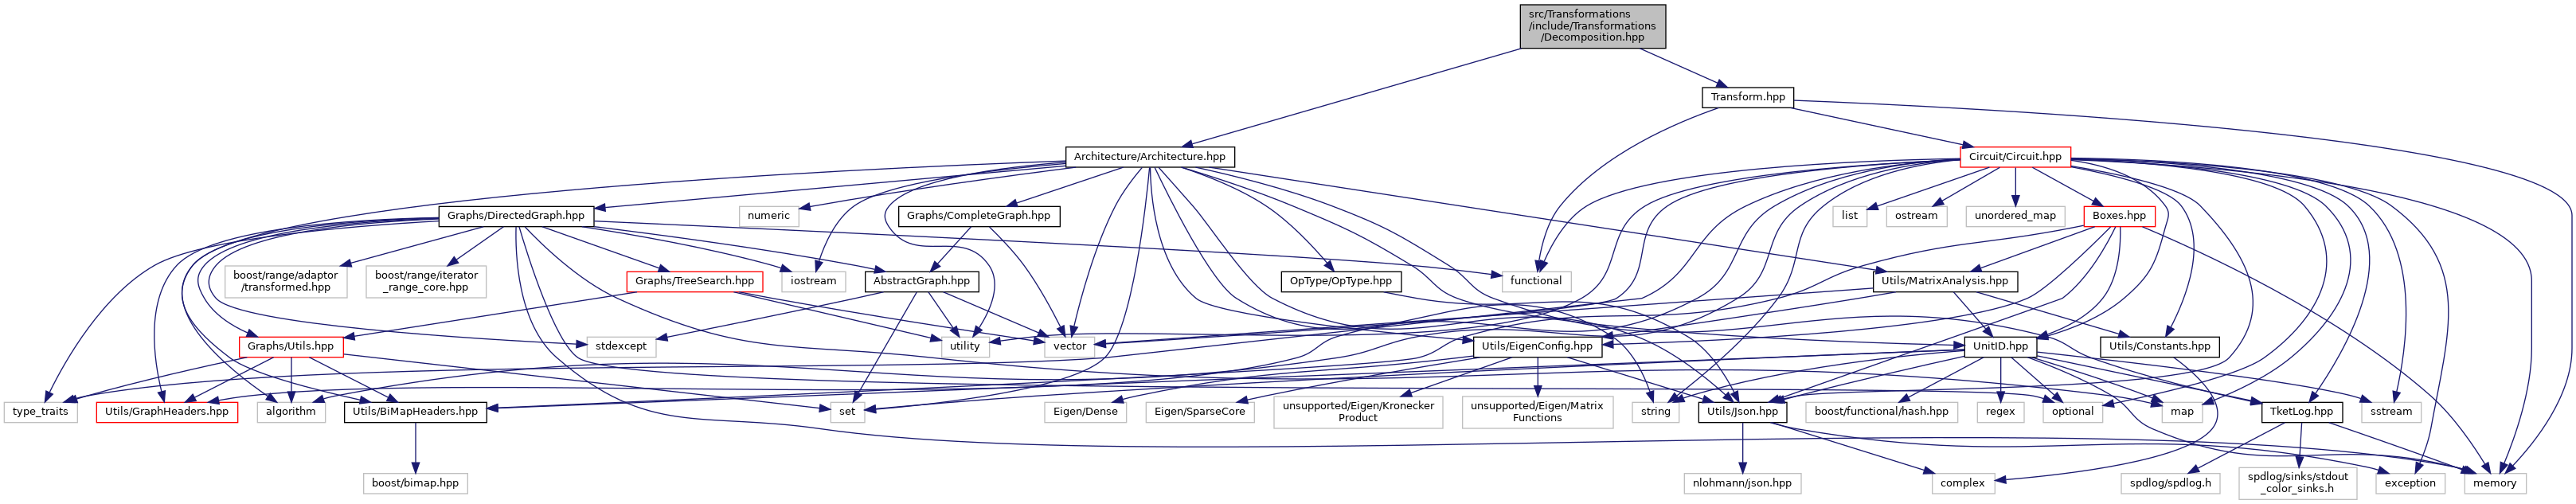 src/Transformations
/include/Transformations
/Decomposition.hpp
Transform.hpp
Architecture/Architecture.hpp
Circuit/Circuit.hpp
Graphs/DirectedGraph.hpp
numeric
Graphs/CompleteGraph.hpp
list
ostream
unordered_map
Boxes.hpp
boost/range/adaptor
/transformed.hpp
boost/range/iterator
_range_core.hpp
Graphs/TreeSearch.hpp
iostream
AbstractGraph.hpp
OpType/OpType.hpp
functional
Utils/MatrixAnalysis.hpp
Graphs/Utils.hpp
stdexcept
utility
vector
Utils/EigenConfig.hpp
UnitID.hpp
Utils/Constants.hpp
type_traits
Utils/GraphHeaders.hpp
algorithm
Utils/BiMapHeaders.hpp
set
Eigen/Dense
Eigen/SparseCore
unsupported/Eigen/Kronecker
Product
unsupported/Eigen/Matrix
Functions
string
Utils/Json.hpp
boost/functional/hash.hpp
regex
optional
map
TketLog.hpp
sstream
boost/bimap.hpp
nlohmann/json.hpp
complex
spdlog/spdlog.h
spdlog/sinks/stdout
_color_sinks.h
exception
memory